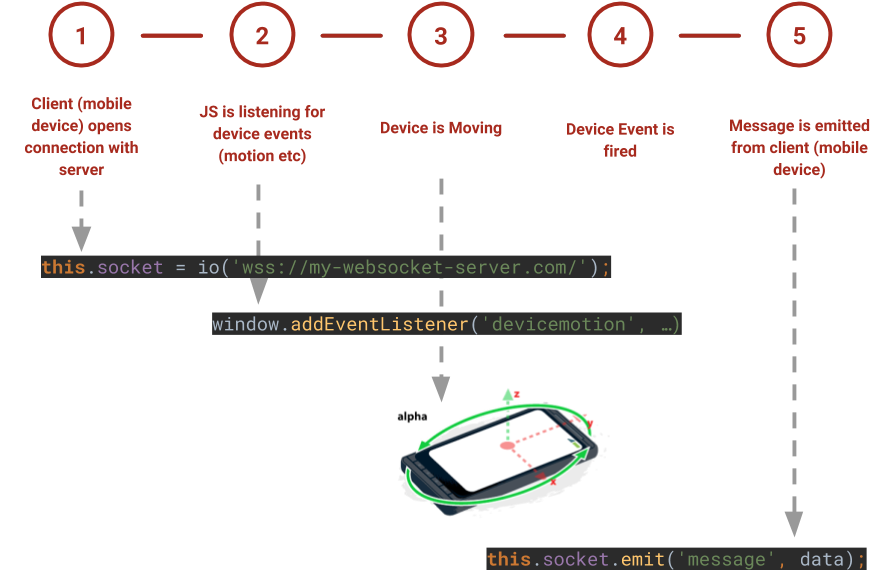 1
2
3
4
5
Client (mobile
device) opens
connection with
server
JS is listening for
device events
(motion etc)
Device is Moving
Device Event is
fired
Message is emitted
from client (mobile
device)
this.socket = io('wss://my-websocket-server.com/');
window.addEventListener('devicemotion', …)
alpha
z
y
x
this.socket.emit('message', data);